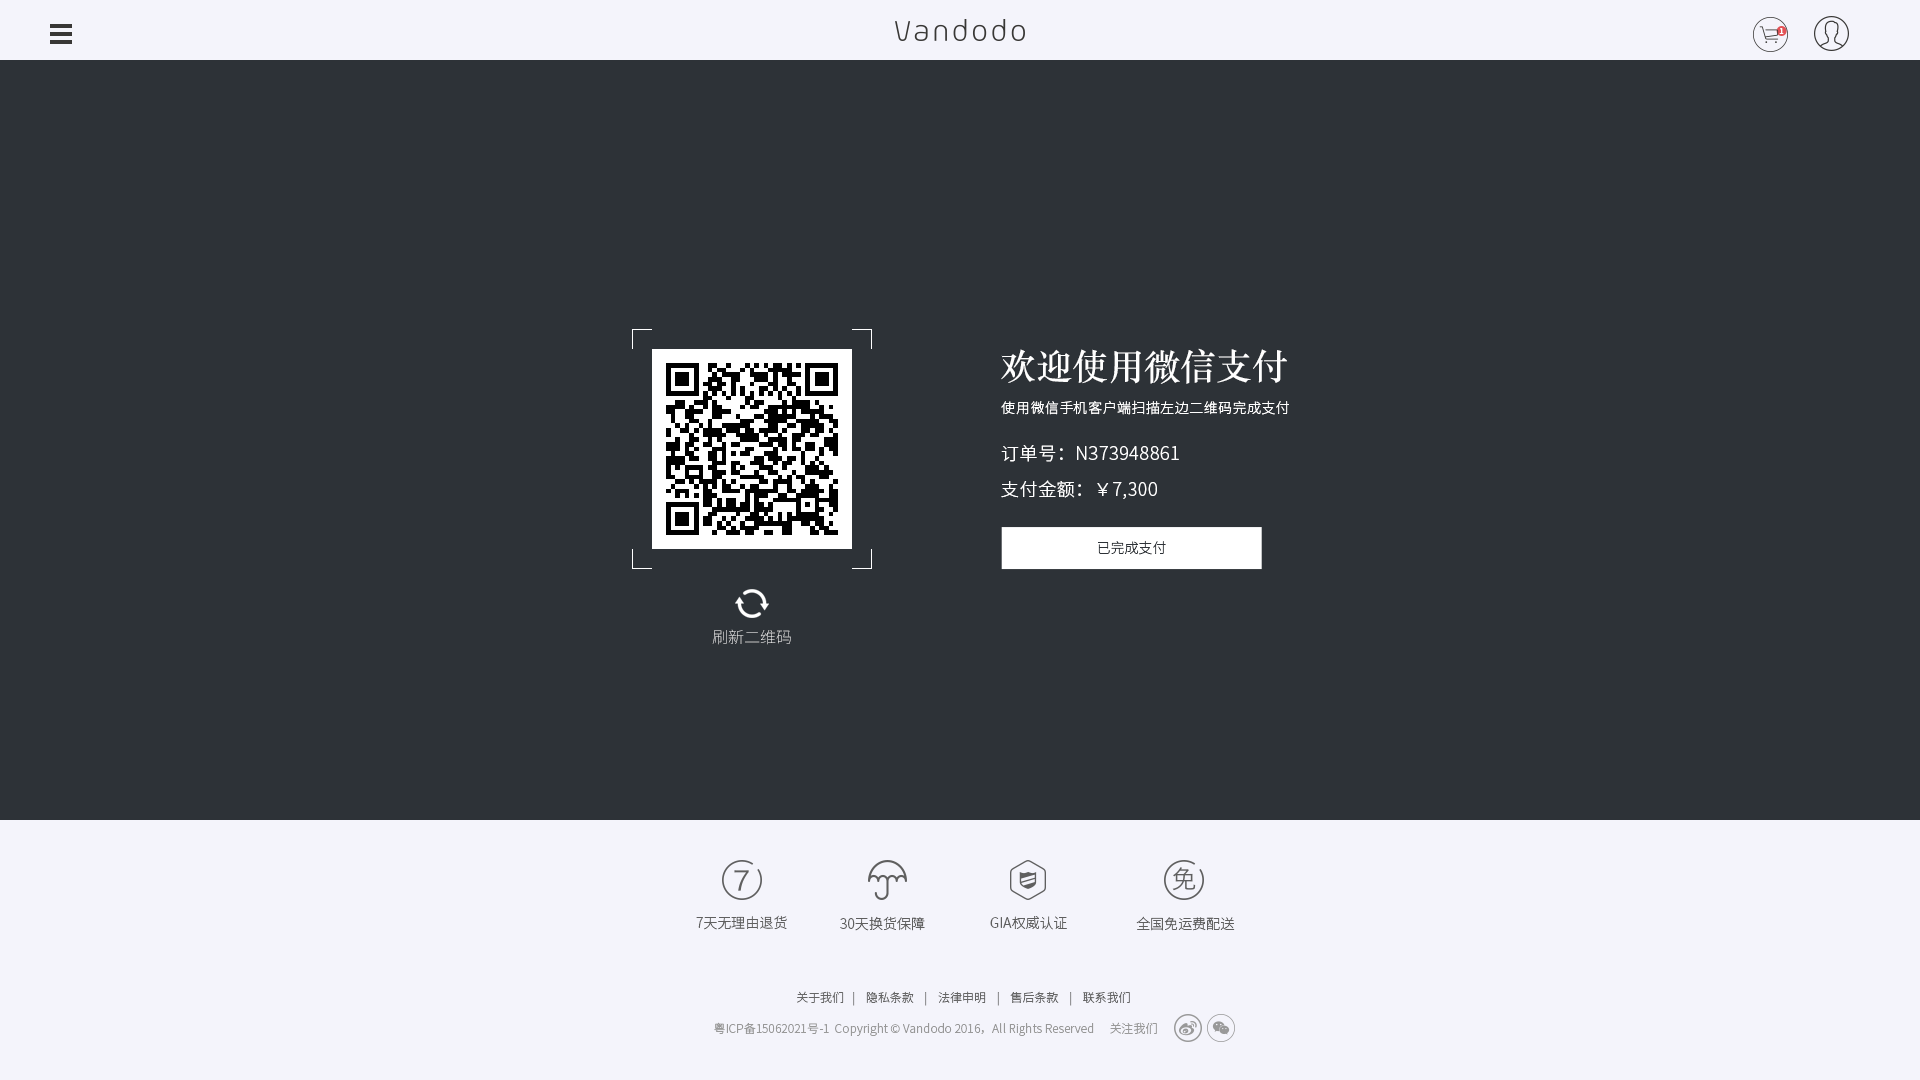 Vandodo
1
欢迎使用微信支付
使用微信手机客户端扫描左边二维码完成支付
订单号：N373948861
支付金额：￥7,300
已完成支付
刷新二维码
7 免
7天无理由退货 30天换货保障 GIA权威认证 全国免运费配送
关于我们 | 隐私条款 | 法律申明 | 售后条款 | 联系我们
粤ICP备15062021号-1 Copyright © Vandodo 2016，All Rights Reserved 关注我们